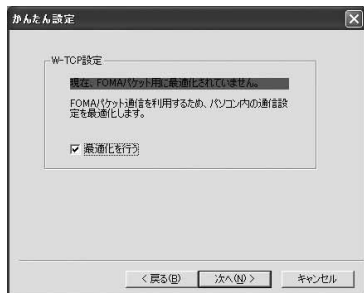 かんたん設定
W-TCP設定
現在、FOMAパケット用に最適化されていません。
FOMAパケット通信を利用するため、パソコン内の通信設
定を最適化します。
最適化を行う
< 戻る(B)
次へ(N) >
キャンセル